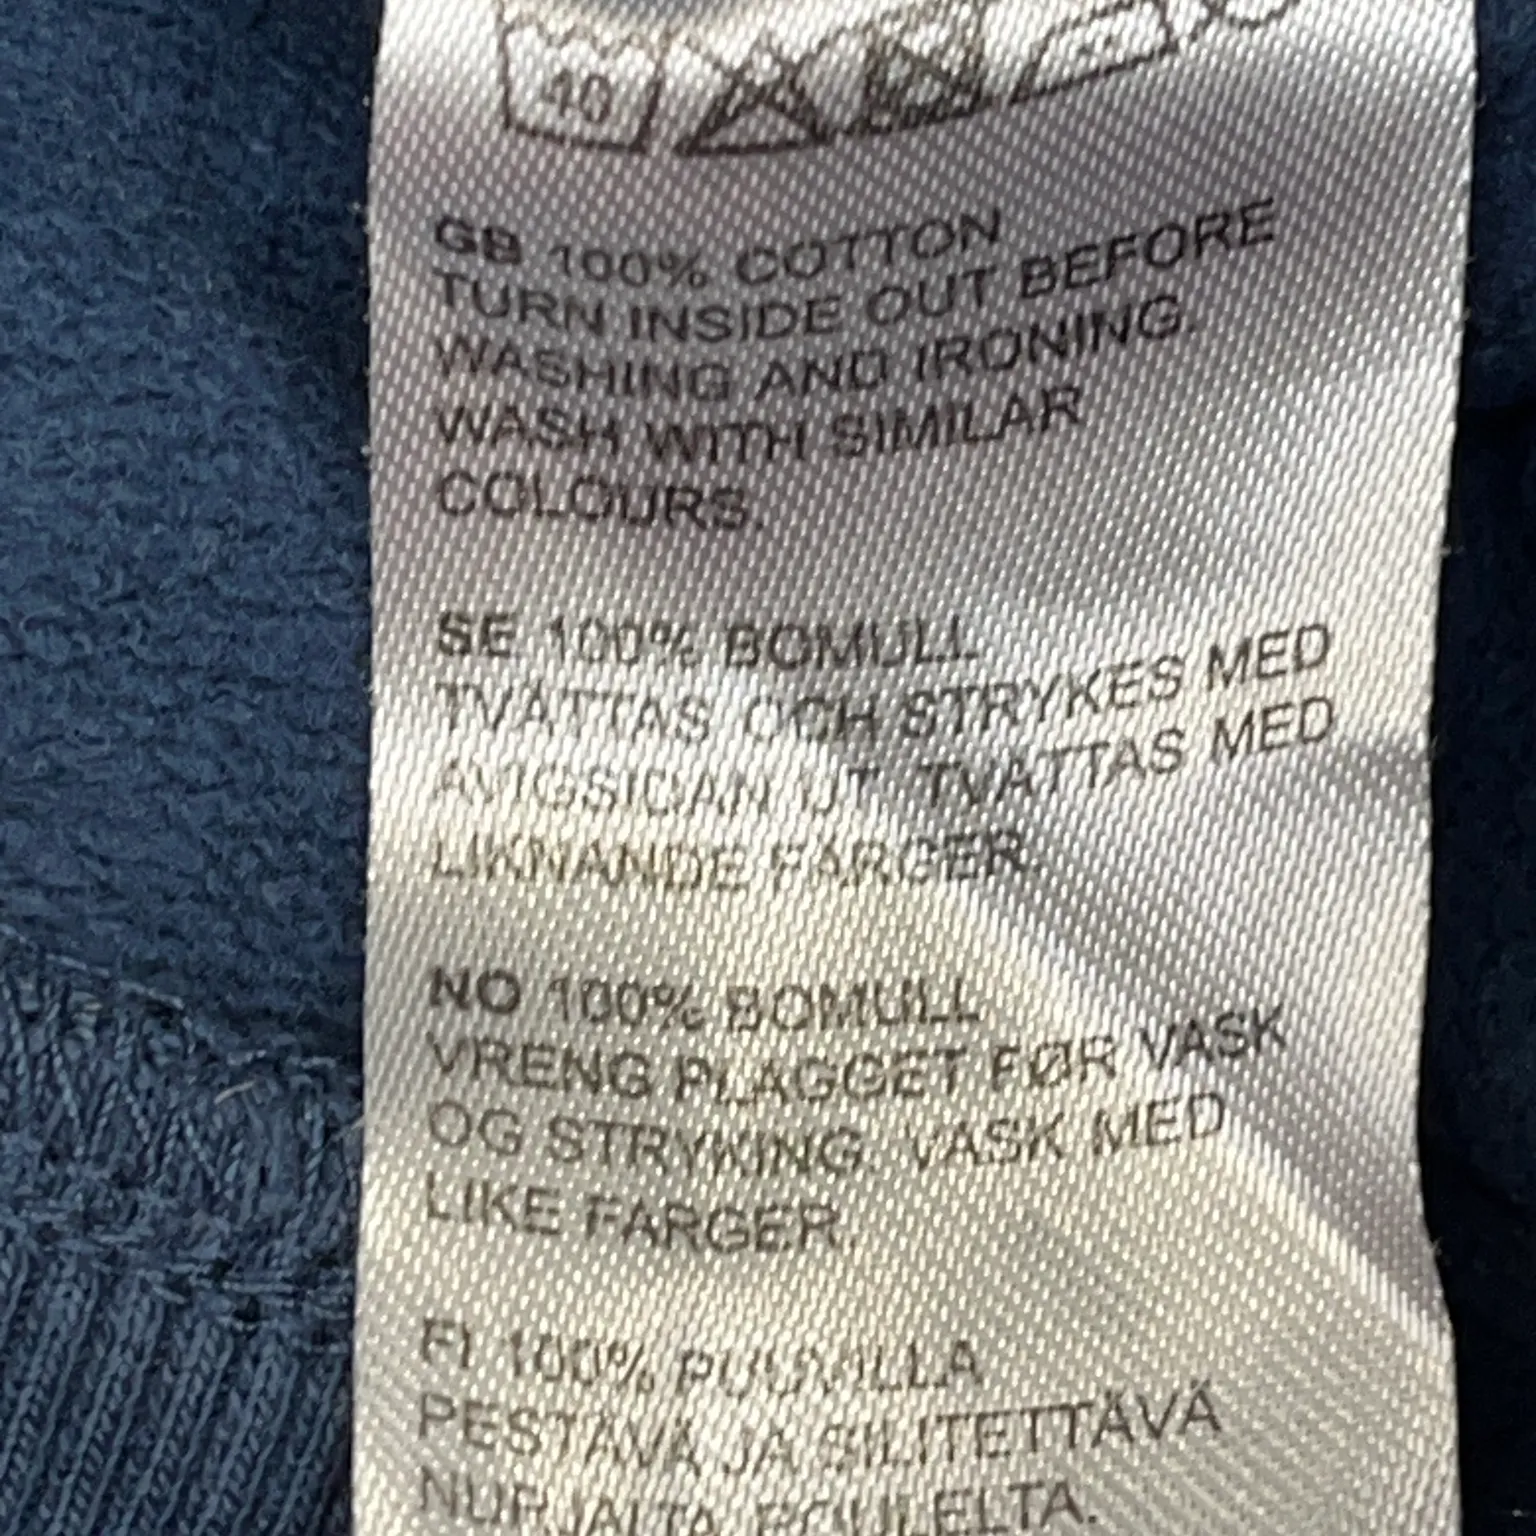 40
GB 100% COTTON
TURN INSIDE OUT BEFORE
WASHING AND IRONING.
WASH WITH SIMILAR
COLOURS.
SE 100% BOMULL
TVÄTTAS OCH STRYKES MED
AVIGSIDAN UT. TVÄTTAS MED
LIKNANDE FÄRGER.
NO 100% BOMULL
VRENG PLAGGET FØR VASK
OG STRYKING. VASK MED
LIKE FARGER.
FI 100% PUUVILLA
PESTÄVÄ JA SILITETTÄVÄ
NURJALTA PUOLELTA.